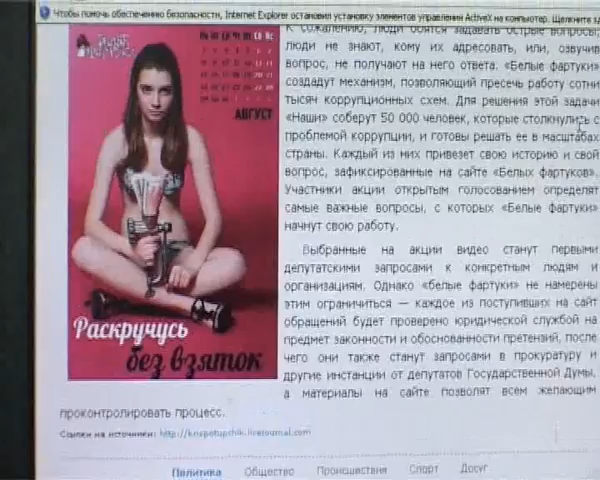 Чтобы помочь обеспечению безопасности, Internet Explorer остановил установку элементов управления ActiveX на компьютер. Щелкните зд
К сожалению, люди боятся задавать острые вопросы,
люди не знают, кому их адресовать, или, озвучив
вопрос, не получают на него ответа. «Белые фартуки»
создадут механизм, позволяющий пресечь работу сотни
тысяч коррупционных схем. Для решения этой задачи
«Наши» соберут 50 000 человек, которые столкнулись с
проблемой коррупции, и готовы решать ее в масштабах
страны. Каждый из них привезет свою историю и свой
вопрос, зафиксированные на сайте «Белых фартуков».
Участники акции открытым голосованием определят
самые важные вопросы, с которых «Белые фартуки»
начнут свою работу.
Выбранные на акции видео станут первыми
депутатскими запросами к конкретным людям и
организациям. Однако «белые фартуки» не намерены
этим ограничиться — каждое из поступивших на сайт
обращений будет проверено юридической службой на
предмет законности и обоснованности претензий, после
чего они также станут запросами в прокуратуру и
другие инстанции от депутатов Государственной Думы,
а материалы на сайте позволят всем желающим
проконтролировать процесс.
АВГУСТ
Раскручусь
без взяток
Ссылки на источники: http://krispotupchik.livejournal.com
Политика Общество Происшествия Спорт Досуг